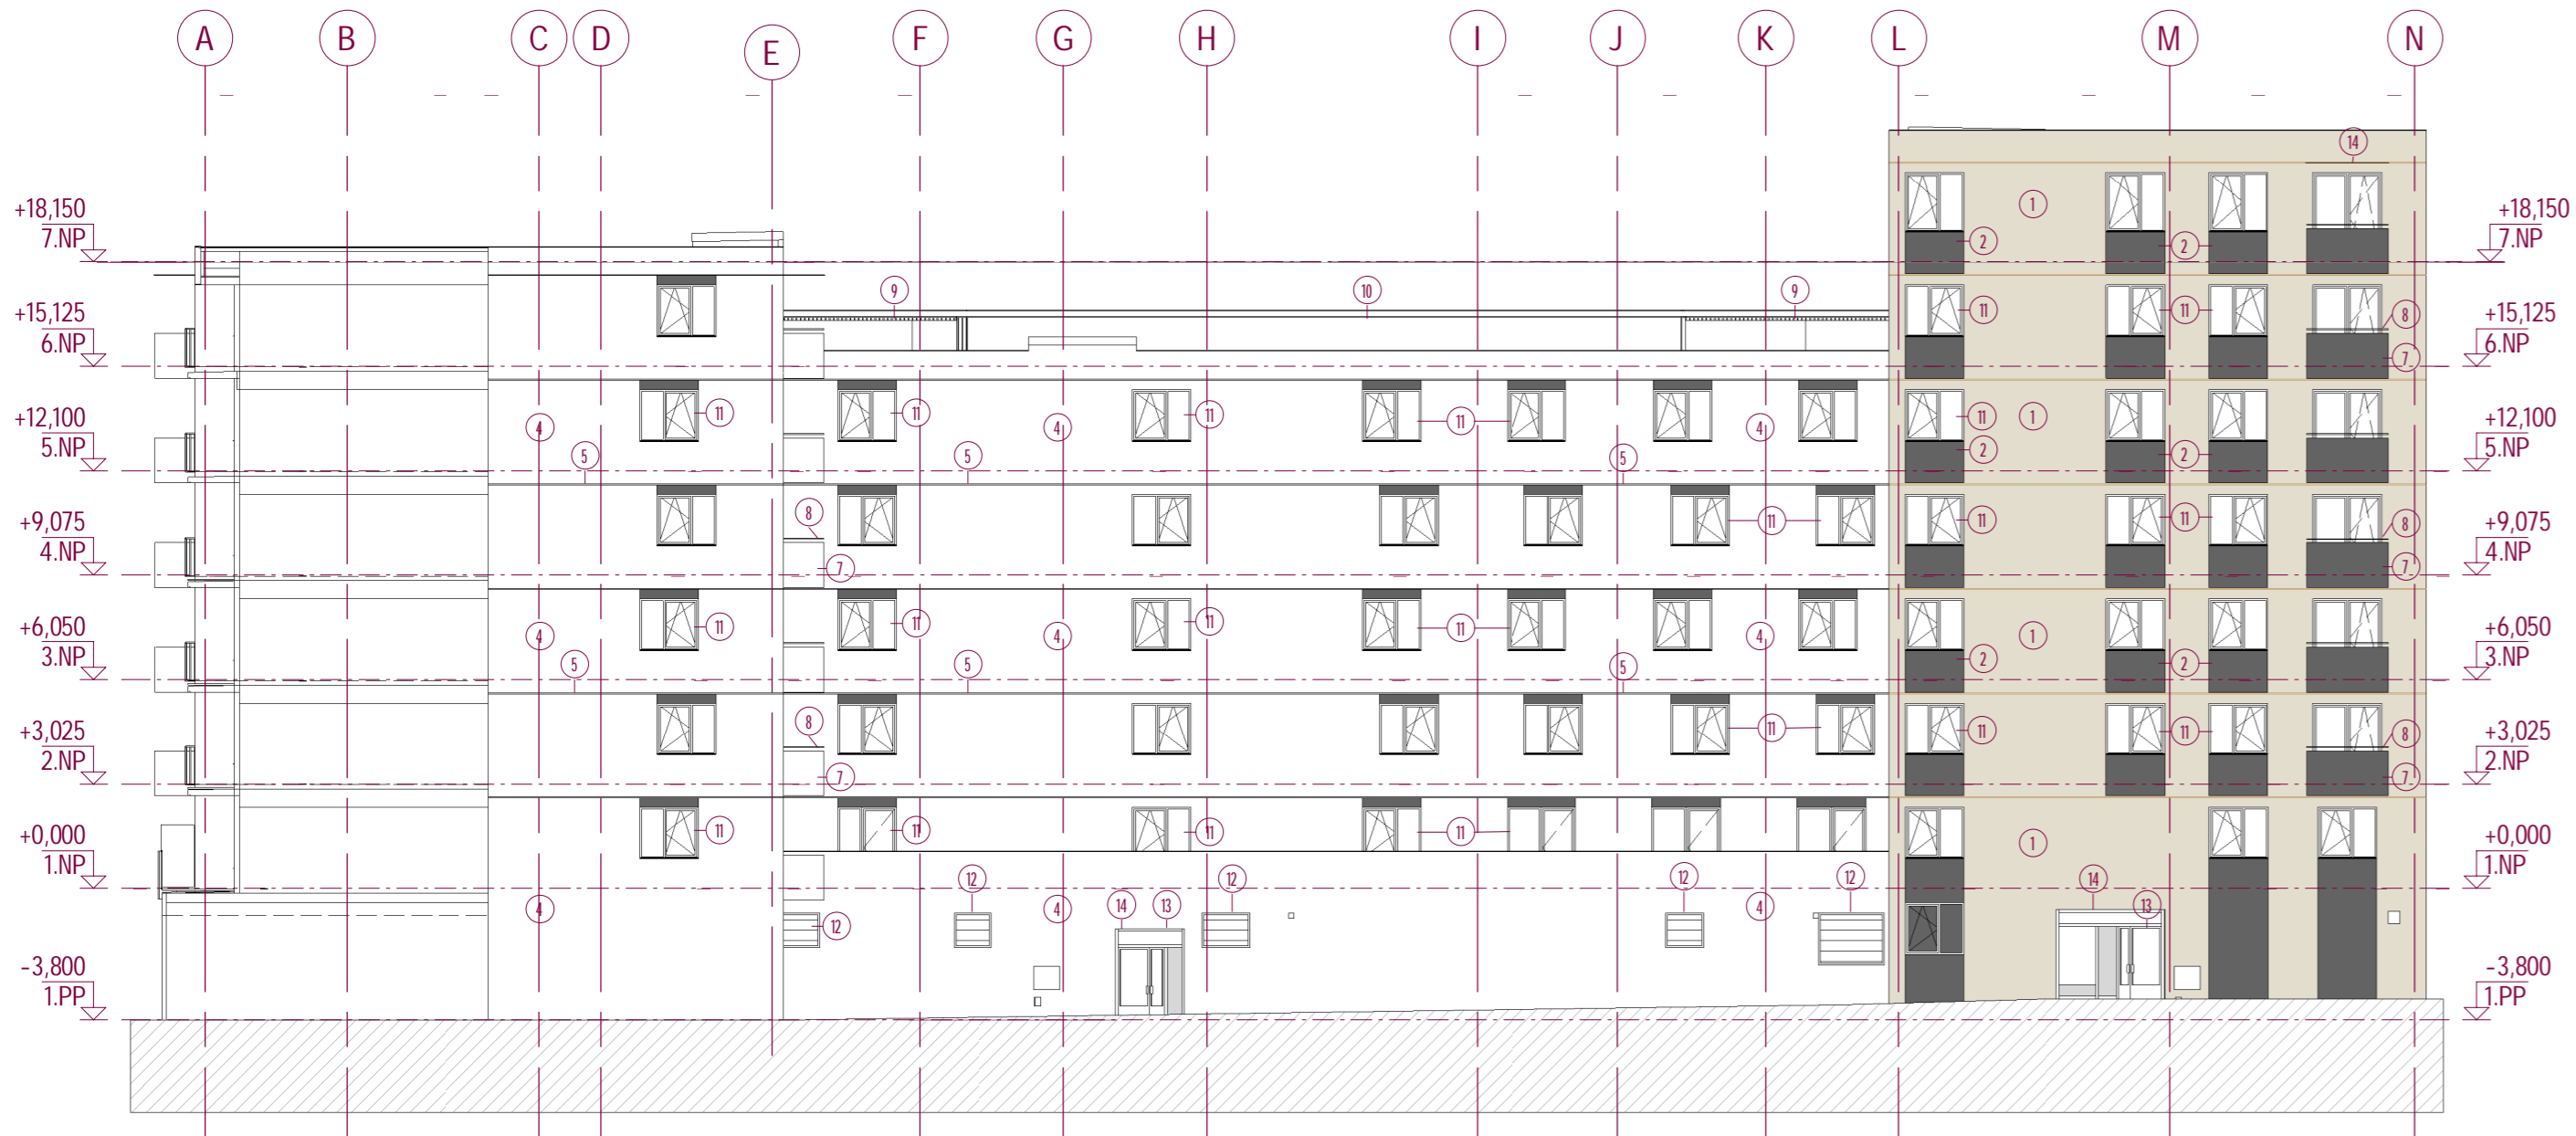 A B C D E F G H I J K L M N
14
+18,150 1 +18,150
7.NP 2 2 7.NP
9 10 9
+15,125 11 11 8 +15,125
6.NP 7 6.NP
+12,100 11 11 11 11 11 1 +12,100
5.NP 4 4 4 5.NP
5 5 5 2 2
+9,075 8 11 11 11 8 +9,075
4.NP 7 7 4.NP
+6,050 11 11 11 11 1 +6,050
3.NP 4 4 4 3.NP
5 5 5 2 2
+3,025 8 11 11 11 8 +3,025
2.NP 7 7 2.NP
+0,000 11 11 11 11 1 +0,000
1.NP 1.NP
12 12 12 12 14
4 4 14 13 4 13
12
-3,800 -3,800
1.PP 1.PP